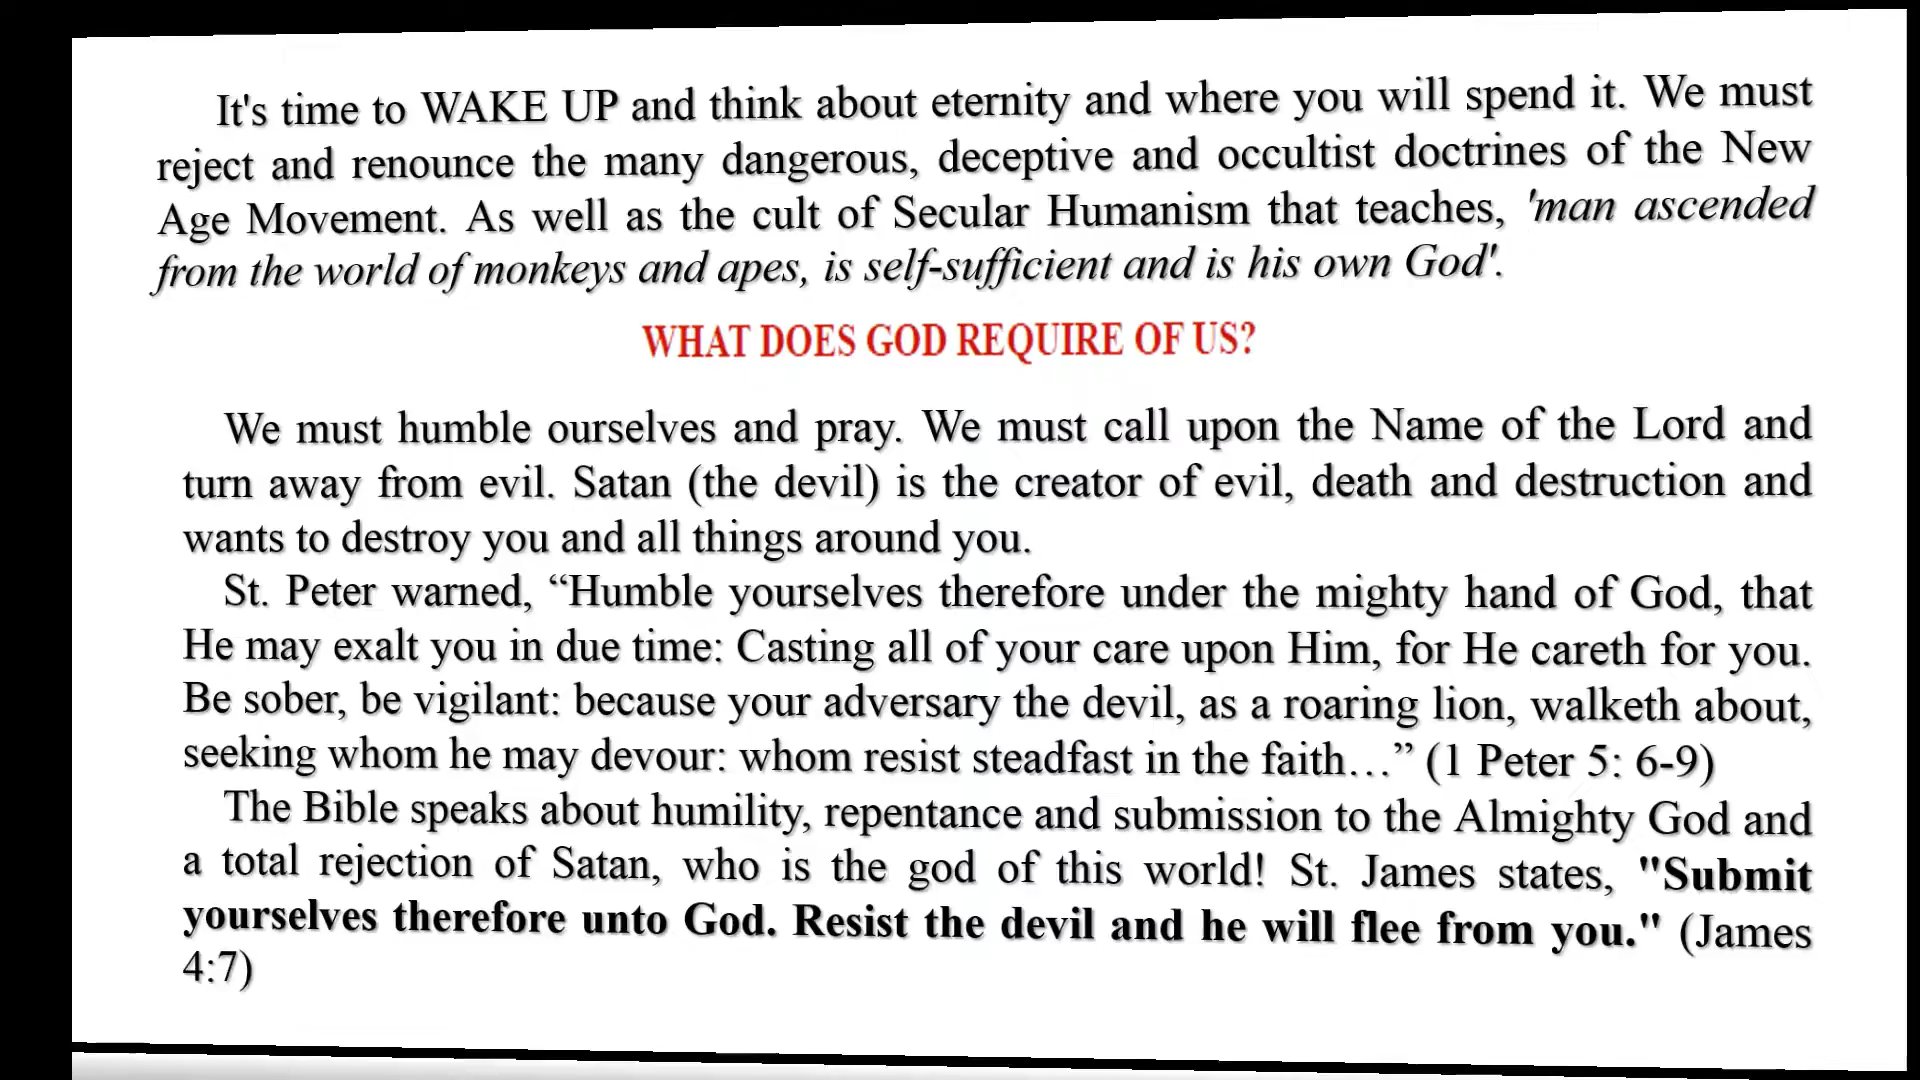 It's time to WAKE UP and think about eternity and where you will spend it. We must
reject and renounce the many dangerous, deceptive and occultist doctrines of the New
Age Movement. As well as the cult of Secular Humanism that teaches, 'man ascended
from the world of monkeys and apes, is self-sufficient and is his own God'.
WHAT DOES GOD REQUIRE OF US?
We must humble ourselves and pray. We must call upon the Name of the Lord and
turn away from evil. Satan (the devil) is the creator of evil, death and destruction and
wants to destroy you and all things around you.
St. Peter warned, “Humble yourselves therefore under the mighty hand of God, that
He may exalt you in due time: Casting all of your care upon Him, for He careth for you.
Be sober, be vigilant: because your adversary the devil, as a roaring lion, walketh about,
seeking whom he may devour: whom resist steadfast in the faith…” (1 Peter 5: 6-9)
The Bible speaks about humility, repentance and submission to the Almighty God and
a total rejection of Satan, who is the god of this world! St. James states, "Submit
yourselves therefore unto God. Resist the devil and he will flee from you." (James
4:7)